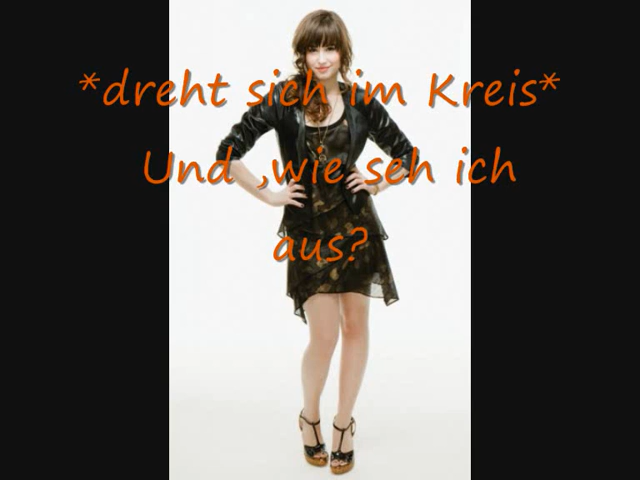 *dreht sich im Kreis*
Und ,wie seh ich
aus?